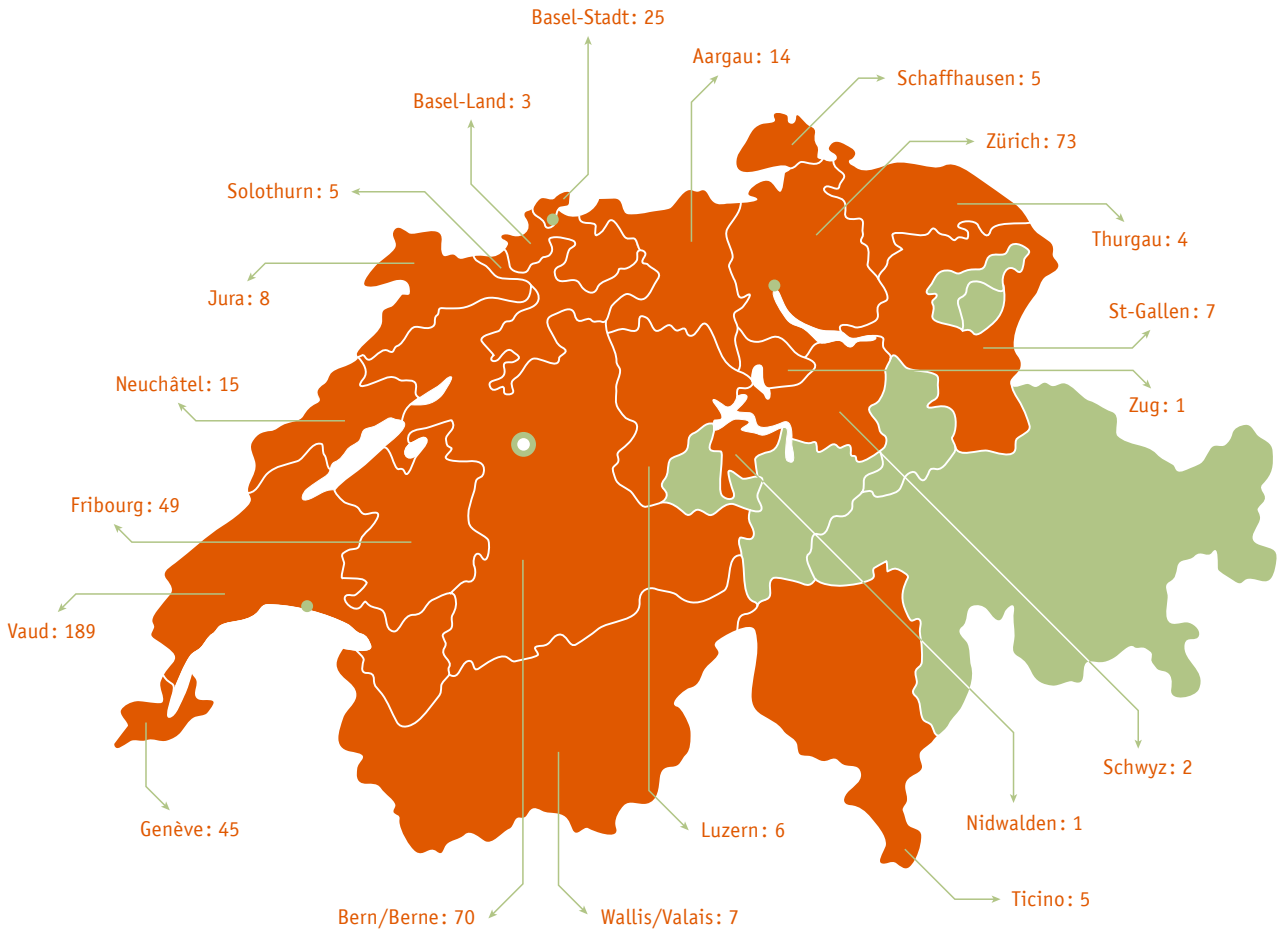 Basel-Stadt: 25
Aargau: 14
Schaffhausen: 5
Basel-Land: 3
Zürich: 73
Solothurn: 5
Thurgau: 4
Jura: 8
St-Gallen: 7
Neuchâtel: 15
Zug: 1
Fribourg: 49
Vaud: 189
Schwyz: 2
Nidwalden: 1
Genève: 45
Luzern: 6
Ticino: 5
Bern/Berne: 70
Wallis/Valais: 7